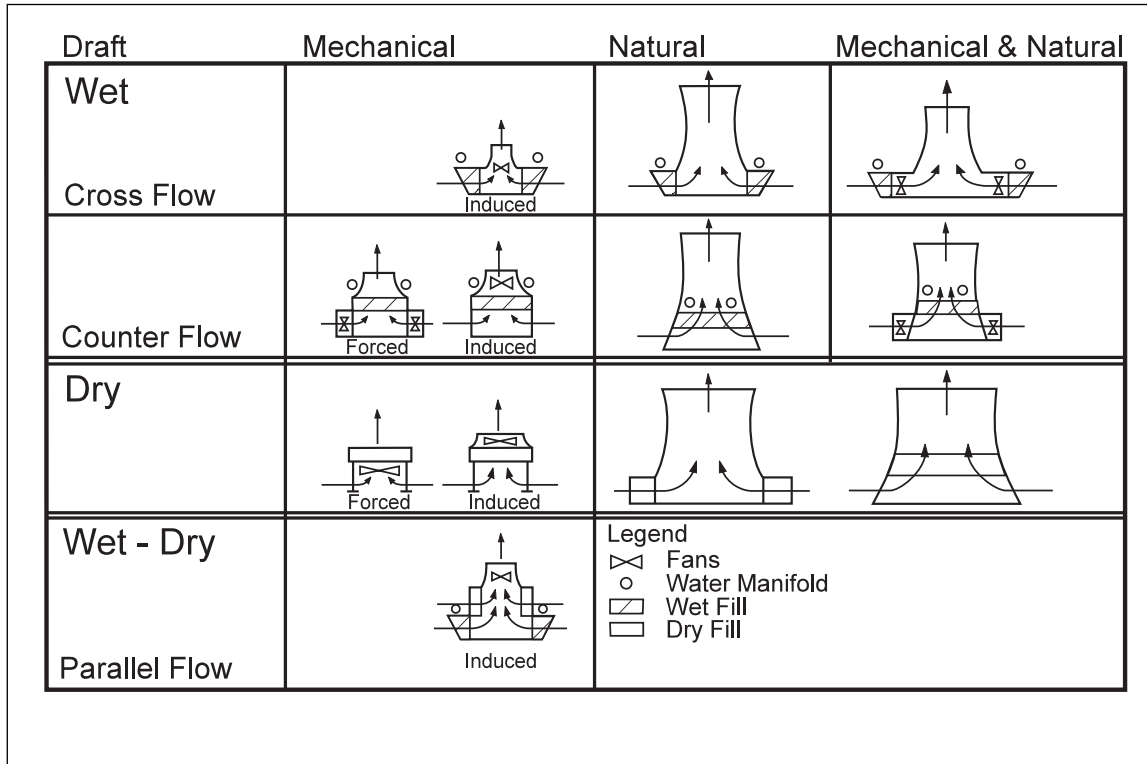 Draft Mechanical Natural Mechanical & Natural
Wet
Cross Flow
Induced
Counter Flow
Forced Induced
Dry
Forced Induced
Wet - Dry
Parallel Flow
Induced
Legend
Fans
Water Manifold
Wet Fill
Dry Fill